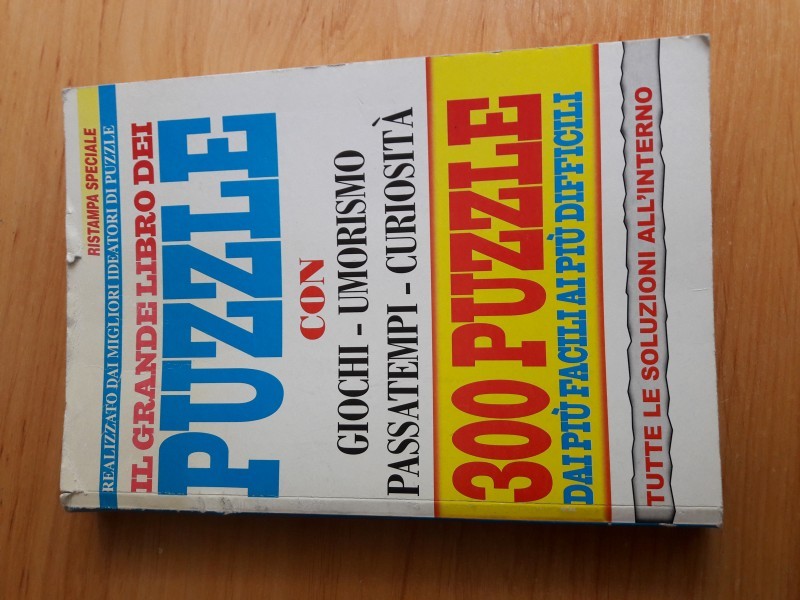 RISTAMPA SPECIALE
REALIZZATO DAI MIGLIORI IDEATORI DI PUZZLE
IL GRANDE LIBRO DEI
PUZZLE
CON
GIOCHI - UMORISMO
PASSATEMPI - CURIOSITÀ
300 PUZZLE
DAI PIÙ FACILI AI PIÙ DIFFICILI
TUTTE LE SOLUZIONI ALL'INTERNO